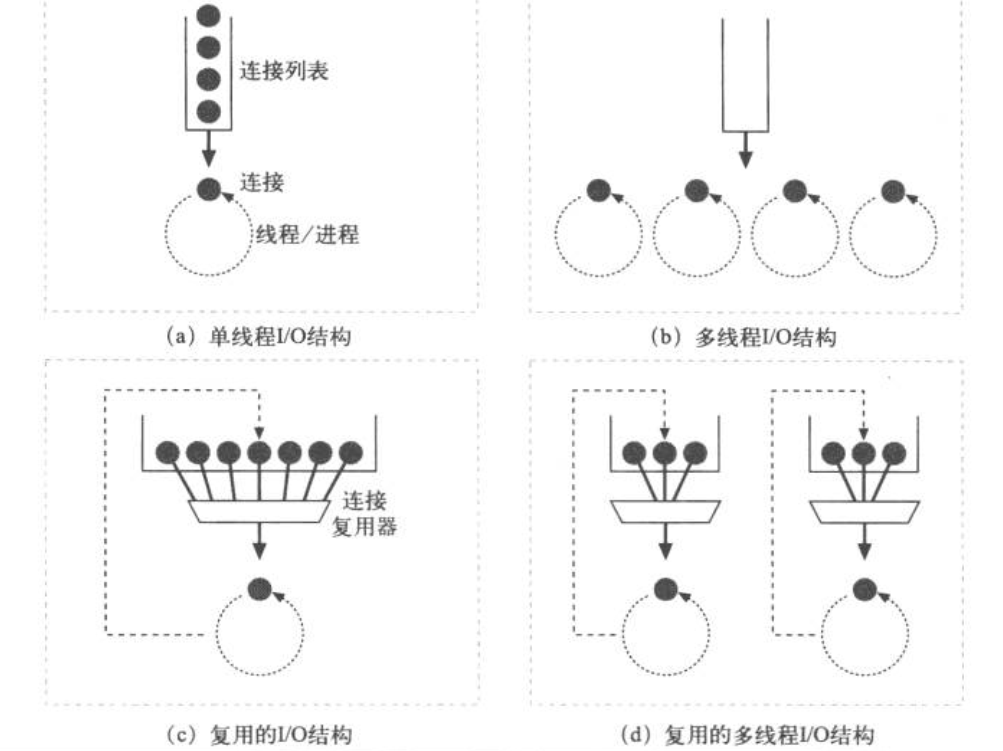 连接列表
连接
线程/进程
(a) 单线程I/O结构
(b) 多线程I/O结构
连接
复用器
(c) 复用的I/O结构
(d) 复用的多线程I/O结构